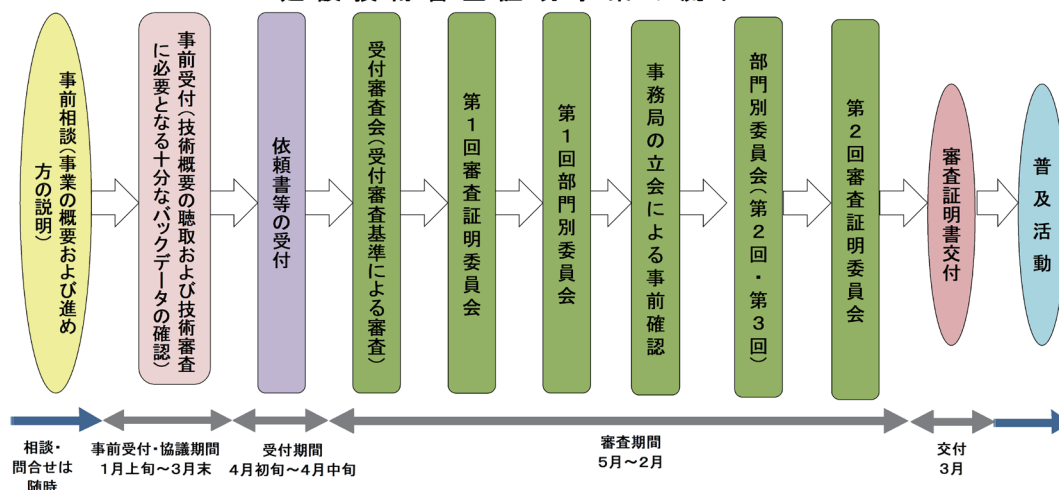 事前相談(事業の概要および進め
方の説明)
事前受付(技術概要の聴取および技術審査
に必要となる十分なバックデータの確認)
依頼書等の受付
受付審査会(受付審査基準による審査)
第1回審査証明委員会
第1回部門別委員会
事務局の立会による事前確認
部門別委員会(第2回・第3回)
第2回審査証明委員会
審査証明書交付
普及活動
相談・
問合せは
随時
事前受付・協議期間
1月上旬~3月末
受付期間
4月初旬~4月中旬
審査期間
5月~2月
交付
3月